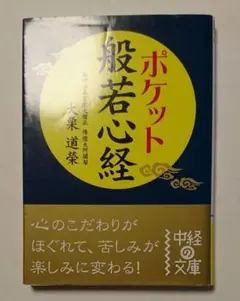 ポケット
般若心経
大栗道榮
心のこだわりが
ほぐれて、苦しみが
楽しみに変わる!
中経
の
文庫